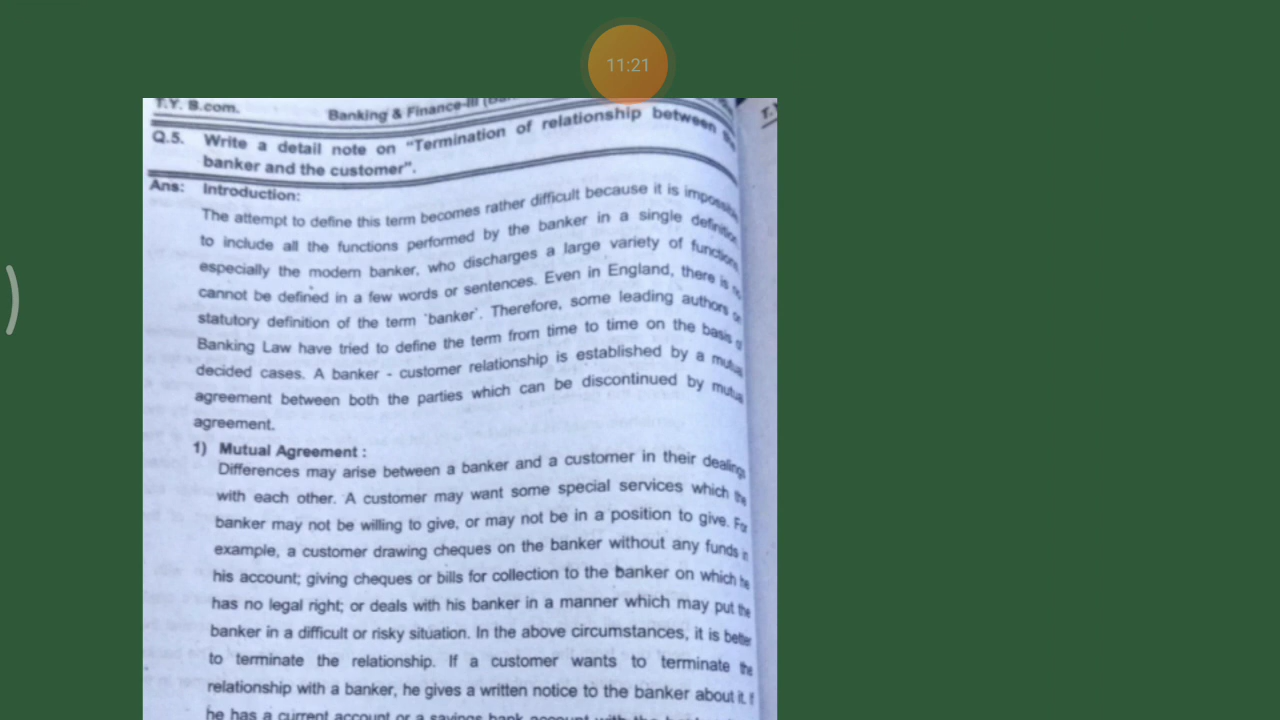 11:21
T.Y. B.com. Banking & Finance-III
Q.5. Write a detail note on "Termination of relationship between
banker and the customer".
Ans: Introduction:
The attempt to define this term becomes rather difficult because it is
to include all the functions performed by the banker in a single
especially the modern banker, who discharges a large variety of
cannot be defined in a few words or sentences. Even in England, there is
statutory definition of the term 'banker'. Therefore, some leading authors
Banking Law have tried to define the term from time to time on the basis
decided cases. A banker - customer relationship is established by a
agreement between both the parties which can be discontinued by
agreement.
1) Mutual Agreement :
Differences may arise between a banker and a customer in their dealings
with each other. A customer may want some special services which the
banker may not be willing to give, or may not be in a position to give. For
example, a customer drawing cheques on the banker without any funds in
his account; giving cheques or bills for collection to the banker on which he
has no legal right; or deals with his banker in a manner which may put the
banker in a difficult or risky situation. In the above circumstances, it is better
to terminate the relationship. If a customer wants to terminate the
relationship with a banker, he gives a written notice to the banker about it.
he has a current account or a savings bank account with the